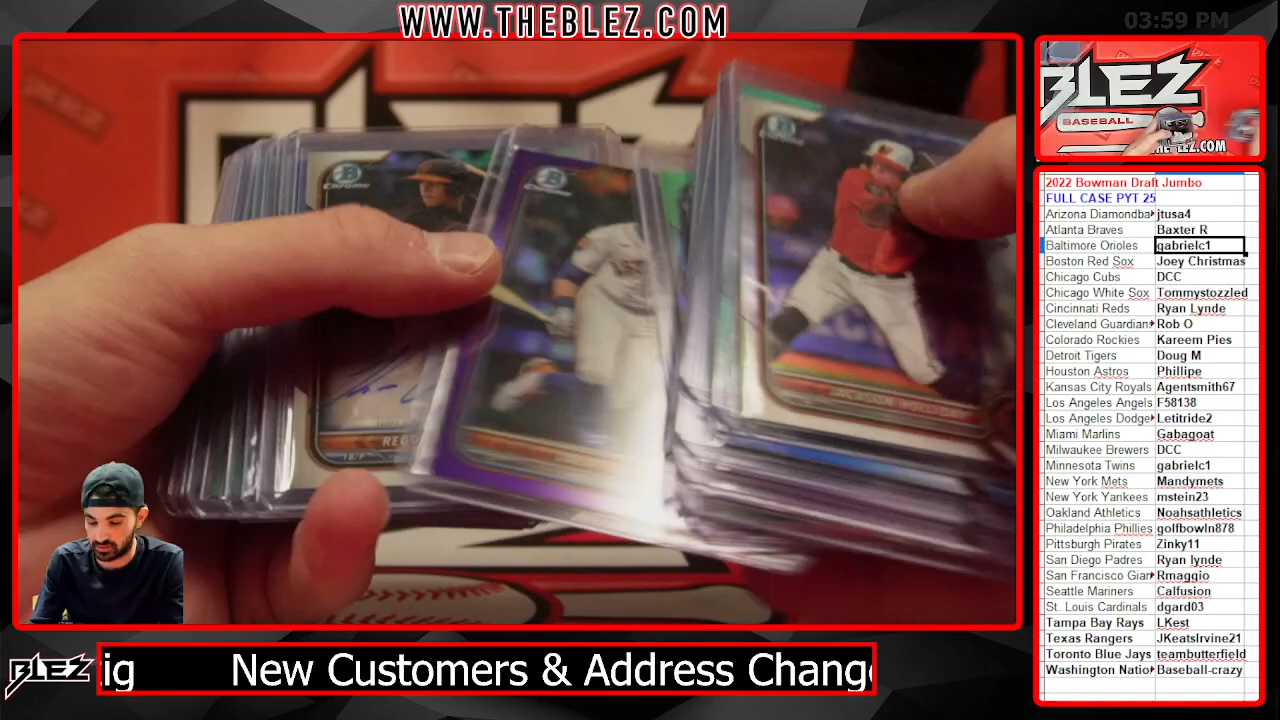 WWW.THEBLEZ.COM
03:59 PM
BLEZ
BASEBALL
THEBLEZ.COM
2022 Bowman Draft Jumbo
FULL CASE PYT 25
Arizona Diamondba jtusa4
Atlanta Braves Baxter R
Baltimore Orioles gabrielc1
Boston Red Sox Joey Christmas
Chicago Cubs DCC
Chicago White Sox Tommystozzled
Cincinnati Reds Ryan Lynde
Cleveland Guardian Rob O
Colorado Rockies Kareem Pies
Detroit Tigers Doug M
Houston Astros Phillipe
Kansas City Royals Agentsmith67
Los Angeles Angels F58138
Los Angeles Dodge Letitride2
Miami Marlins Gabagoat
Milwaukee Brewers DCC
Minnesota Twins gabrielc1
New York Mets Mandymets
New York Yankees mstein23
Oakland Athletics Noahsathletics
Philadelphia Phillies golfbowln878
Pittsburgh Pirates Zinky11
San Diego Padres Ryan lynde
San Francisco Gian Rmaggio
Seattle Mariners Calfusion
St. Louis Cardinals dgard03
Tampa Bay Rays LKest
Texas Rangers JKeatsIrvine21
Toronto Blue Jays teambutterfield
Washington Natio Baseball-crazy
Chrome
REG
BLEZ
ig New Customers & Address Chang